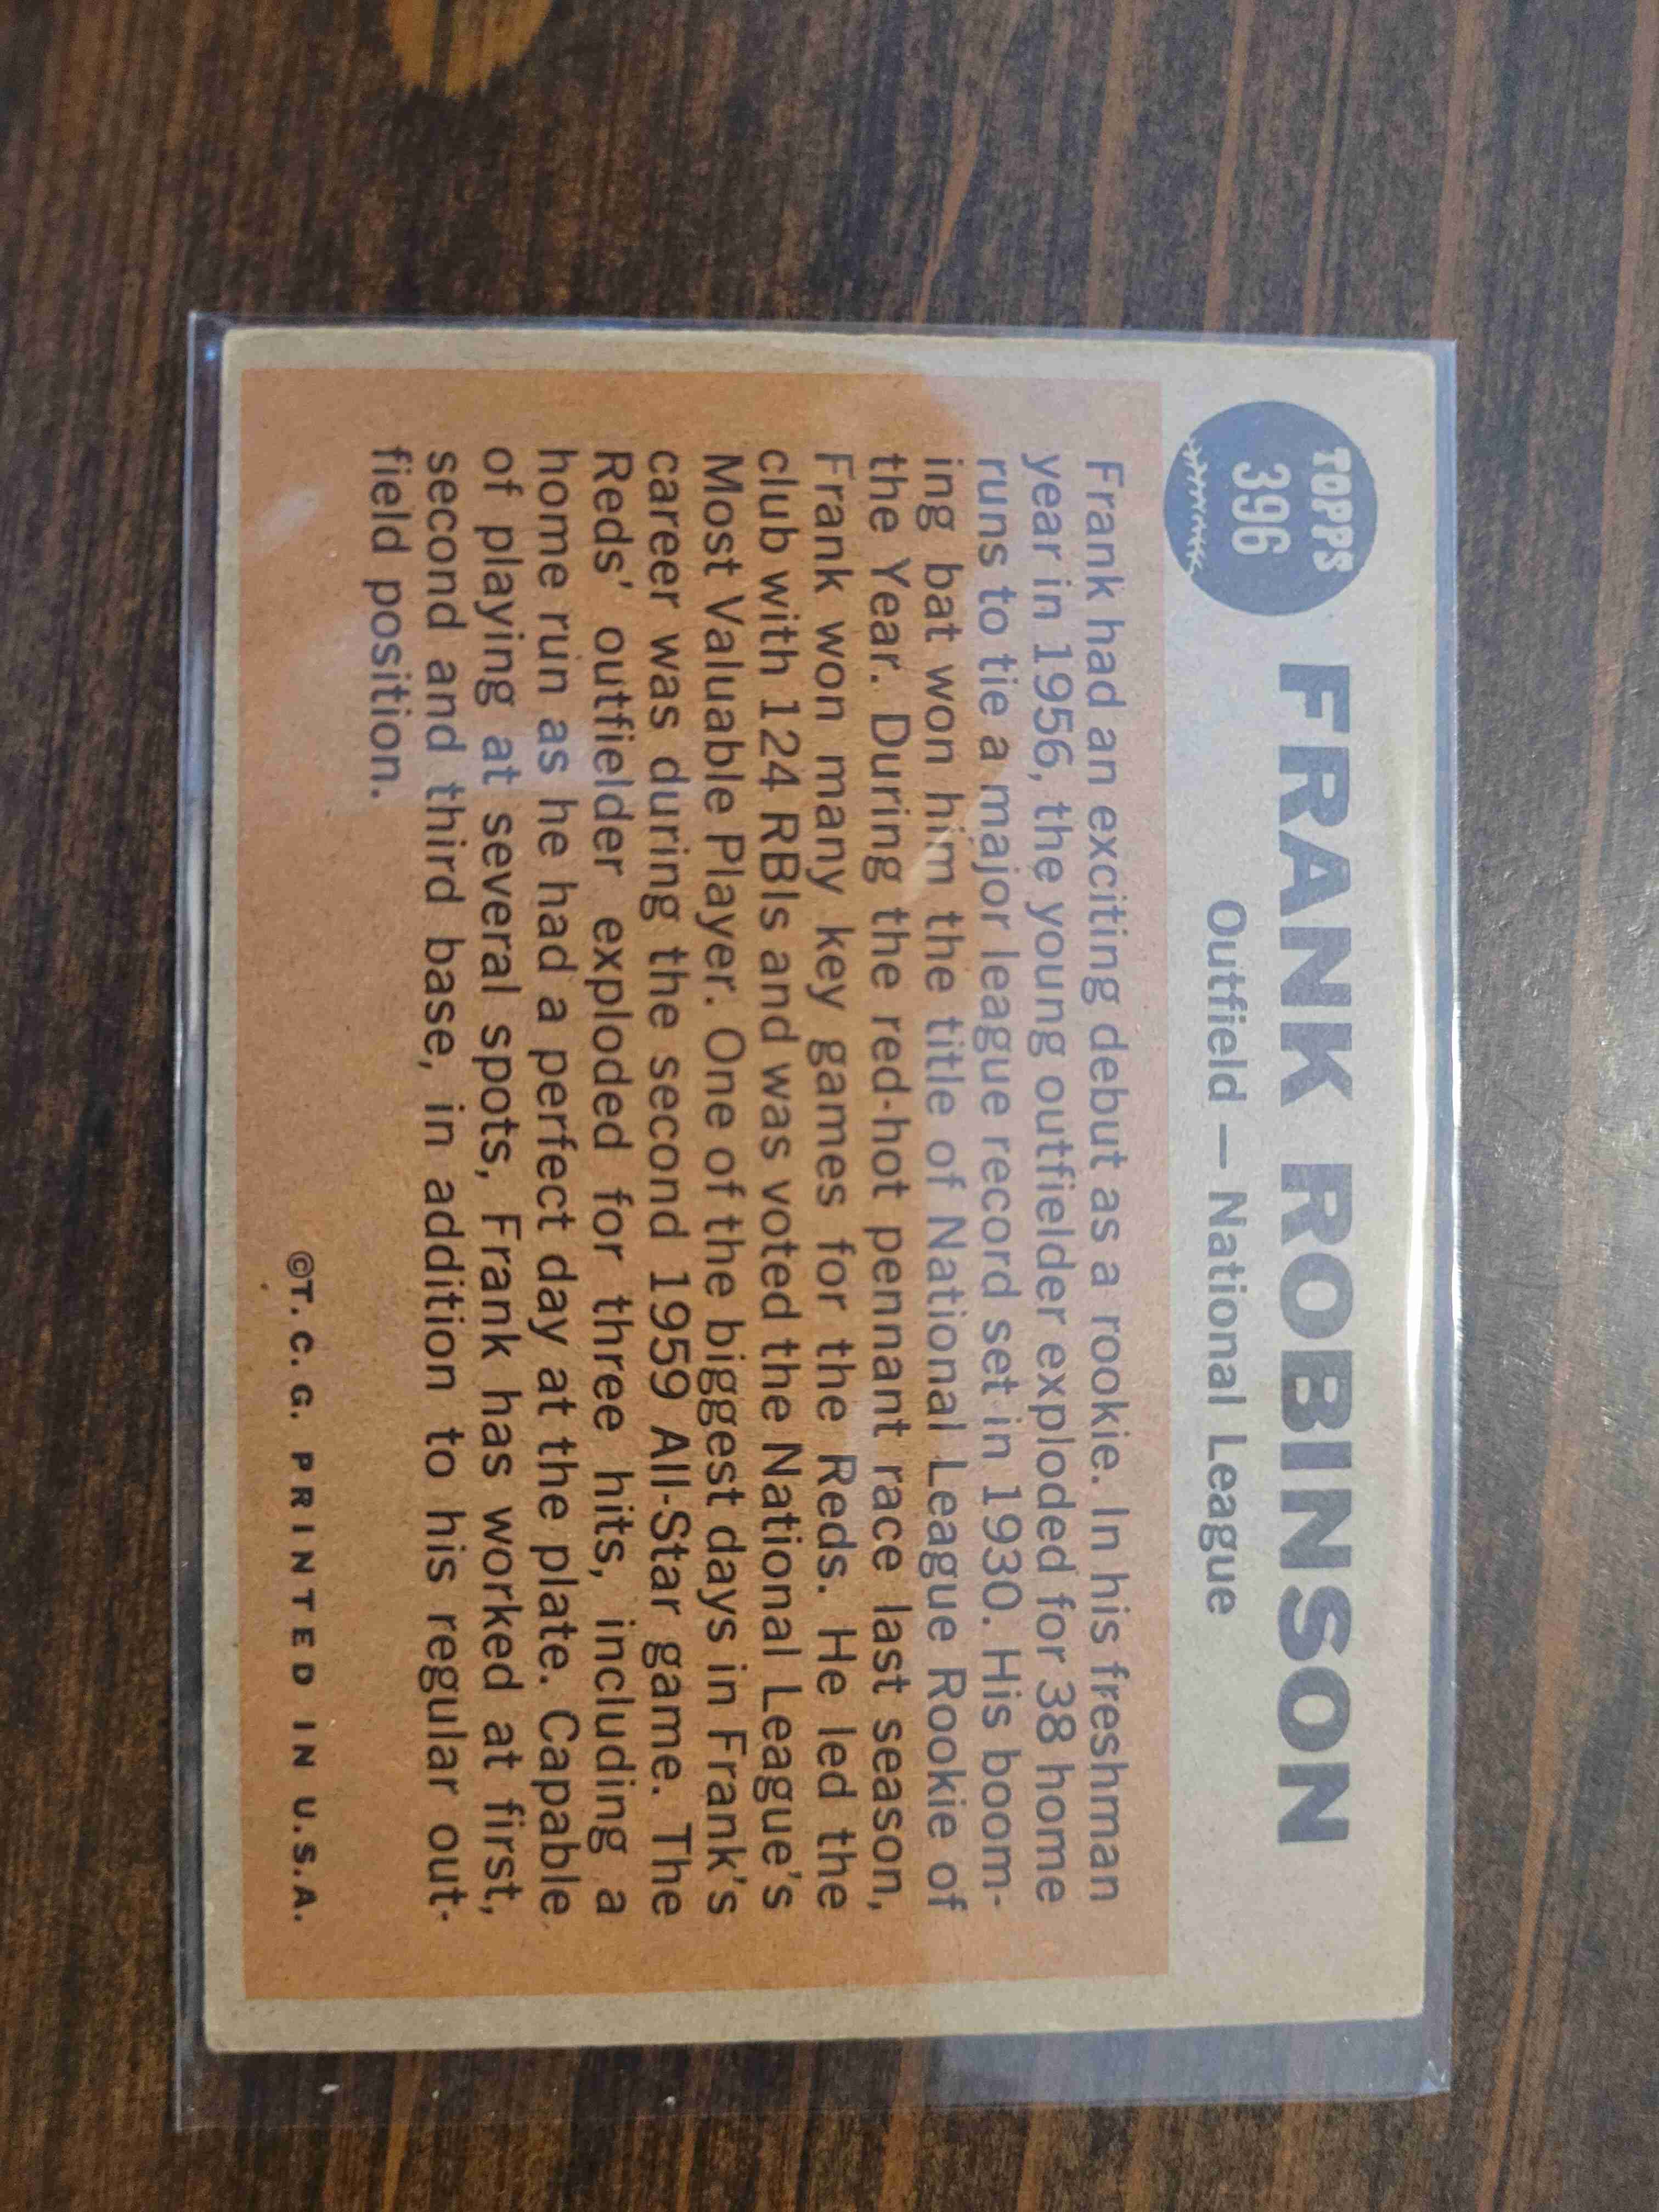 TOPPS
396
FRANK ROBINSON
Outfield — National League
Frank had an exciting debut as a rookie. In his freshman
year in 1956, the young outfielder exploded for 38 home
runs to tie a major league record set in 1930. His boom-
ing bat won him the title of National League Rookie of
the Year. During the red-hot pennant race last season,
Frank won many key games for the Reds. He led the
club with 124 RBIs and was voted the National League's
Most Valuable Player. One of the biggest days in Frank's
career was during the second 1959 All-Star game. The
Reds' outfielder exploded for three hits, including a
home run as he had a perfect day at the plate. Capable
of playing at several spots, Frank has worked at first,
second and third base, in addition to his regular out-
field position.
©T. C. G. PRINTED IN U.S.A.